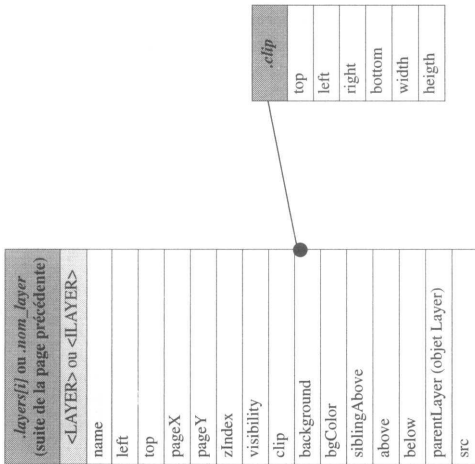 .layers[i] ou .nom_layer
(suite de la page précédente)
<LAYER> ou <ILAYER>
name
left
top
pageX
pageY
zIndex
visibility
clip
background
bgColor
siblingAbove
above
below
parentLayer (objet Layer)
src
.clip
top
left
right
bottom
width
heigth